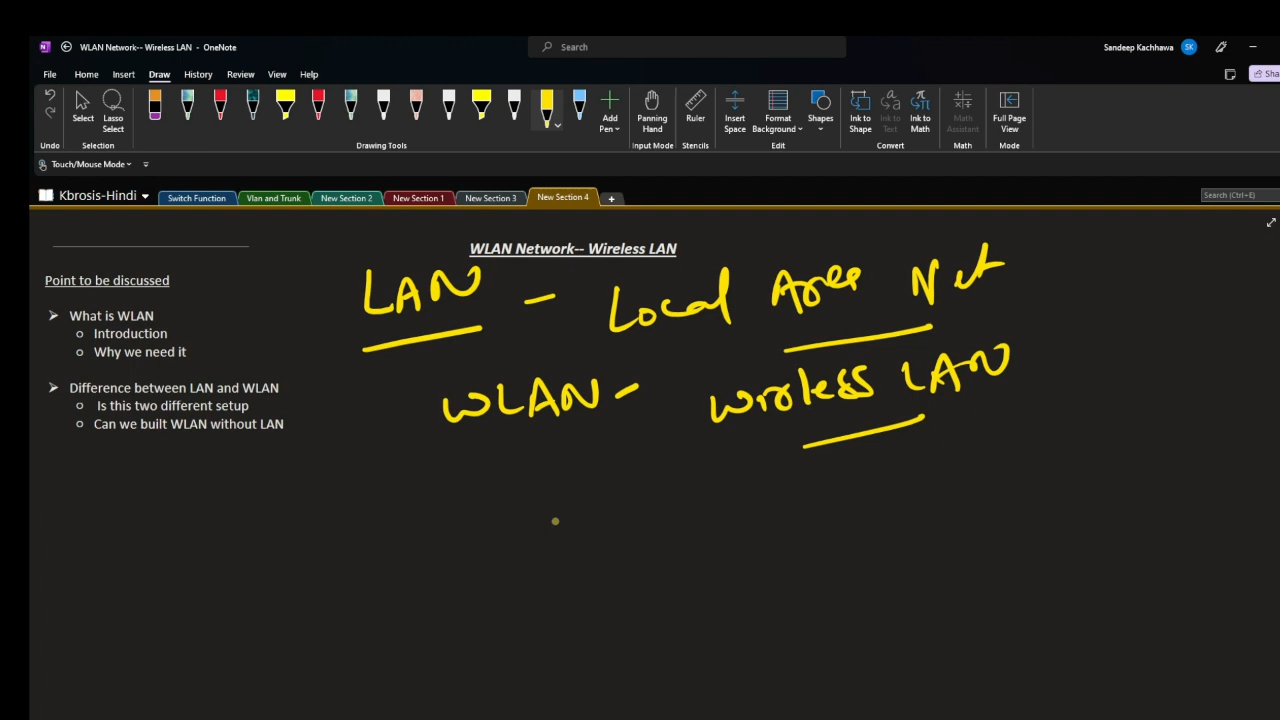 WLAN Network-- Wireless LAN - OneNote
Search
Sandeep Kachhawa SK
File Home Insert Draw History Review View Help
Sha
Select Lasso Select Add Pen Panning Hand Ruler Insert Space Format Background Shapes Ink to Shape Ink to Text Ink to Math Math Assistant Full Page View
Undo Selection Drawing Tools Input Mode Stencils Edit Convert Math Mode
Touch/Mouse Mode
Kbrosis-Hindi Switch Function Vlan and Trunk New Section 2 New Section 1 New Section 3 New Section 4 + Search (Ctrl+E)
WLAN Network-- Wireless LAN
Point to be discussed
What is WLAN
Introduction
Why we need it
Difference between LAN and WLAN
Is this two different setup
Can we built WLAN without LAN
LAN - Local Area Net
WLAN - Wireless LAN